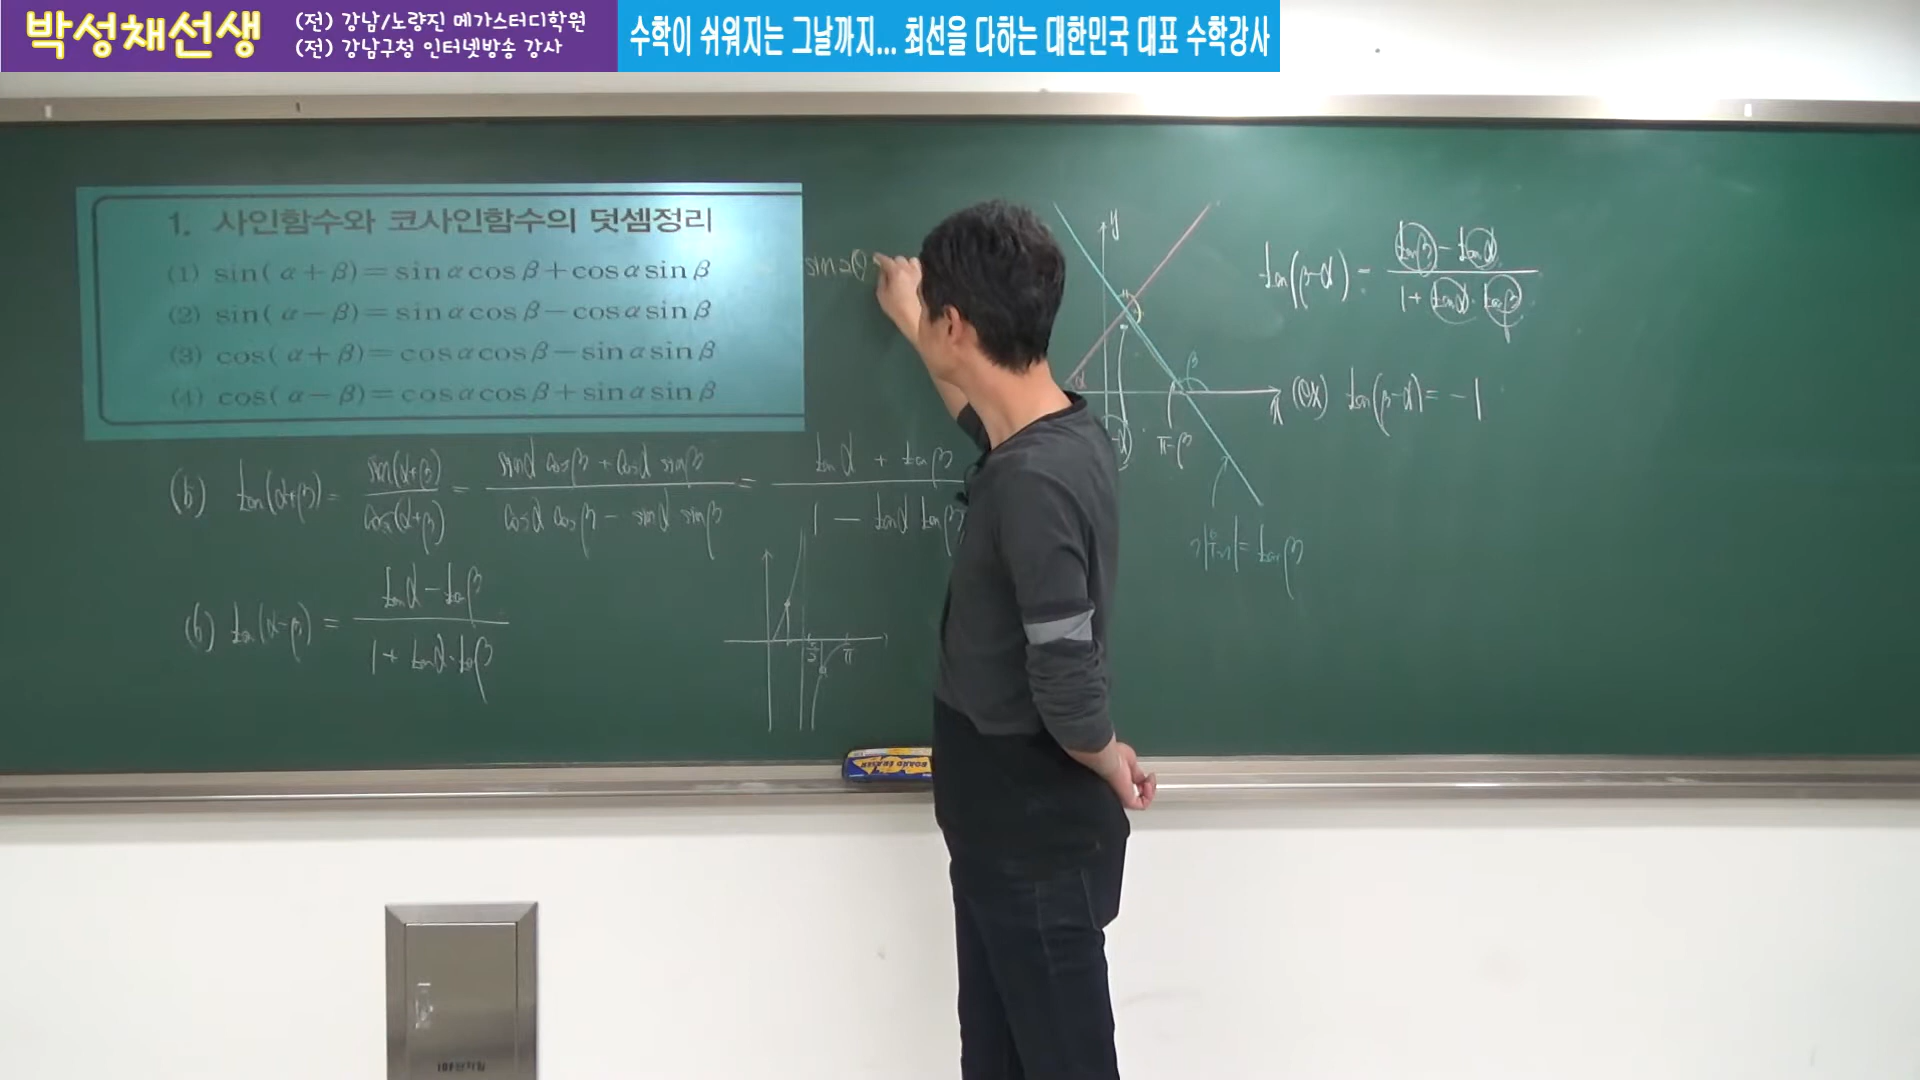 박성채선생
(전) 강남/노량진 메가스터디학원
(전) 강남구청 인터넷방송 강사
수학이 쉬워지는 그날까지... 최선을 다하는 대한민국 대표 수학강사
1. 사인함수와 코사인함수의 덧셈정리
(1) sin(α+β)=sinαcosβ+cosαsinβ
(2) sin(α−β)=sinαcosβ−cosαsinβ
(3) cos(α+β)=cosαcosβ−sinαsinβ
(4) cos(α−β)=cosαcosβ+sinαsinβ
sin2θ
y
α
β
π-β
tan(β-α) = (tanβ - tanα) / (1 + tanα·tanβ)
(ex) tan(β-α) = -1
= tanβ
(b) tan(α+β) = sin(α+β) / cos(α+β) = (sinα cosβ + cosα sinβ) / (cosα cosβ - sinα sinβ) = (tanα + tanβ) / (1 - tanα tanβ)
(6) tan(α-β) = (tanα - tanβ) / (1 + tanα·tanβ)
π/2
π
BOARD ERASER